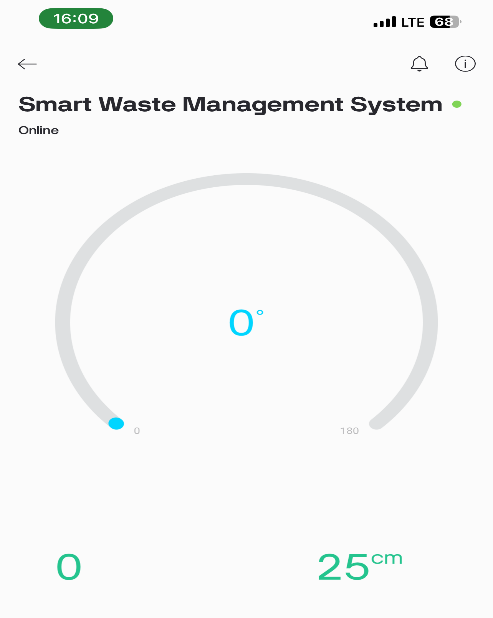 16:09
LTE 68
Smart Waste Management System
Online
0°
0 180
0 25cm